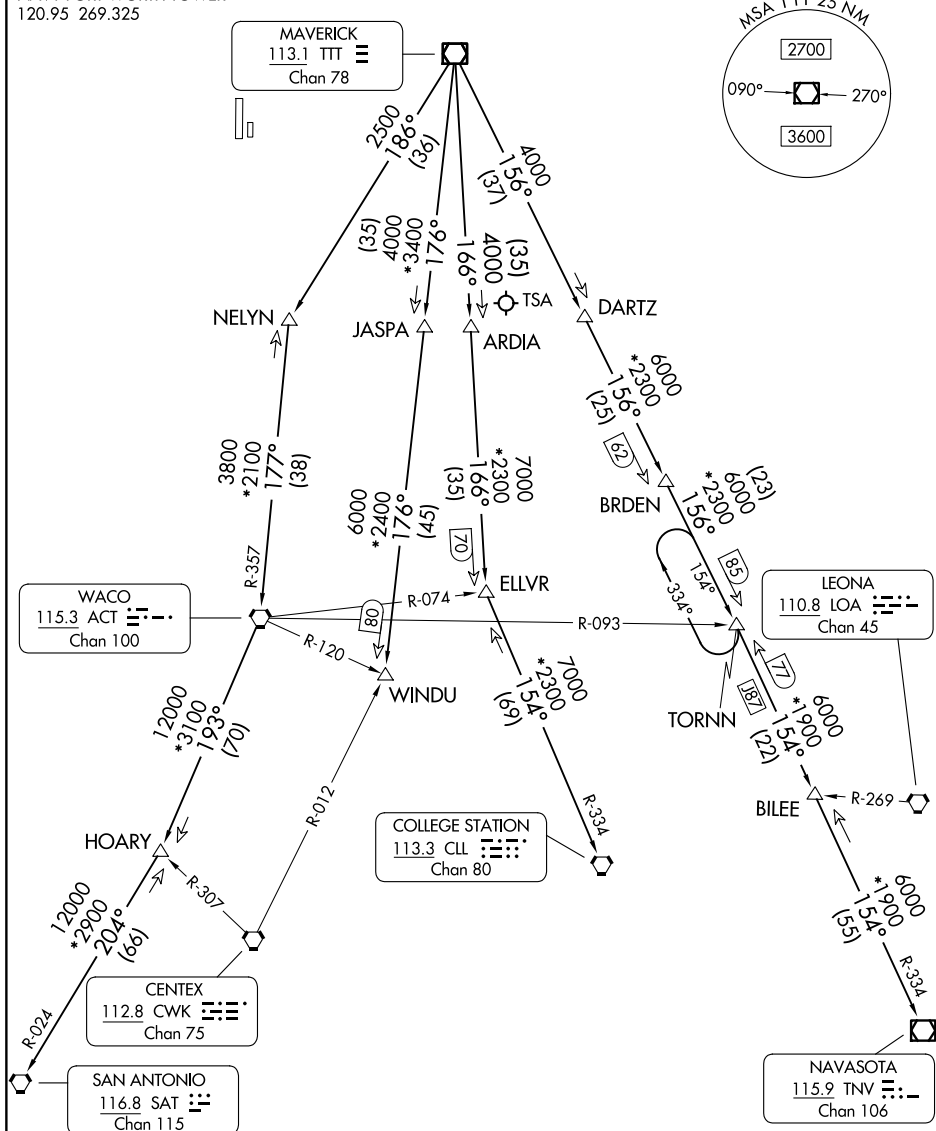 120.95 269.325
MAVERICK
113.1 TTT
Chan 78
MSA TTT 25 NM
2700
090°
270°
3600
2500
186°
(36)
(35)
4000
*3400
176°
(35)
4000
166°
4000
156°
(37)
TSA
NELYN
JASPA
ARDIA
DARTZ
3800
*2100
177°
(38)
R-357
6000
*2400
176°
(45)
80
7000
*2300
166°
(35)
70
6000
*2300
156°
(25)
62
BRDEN
(23)
6000
*2300
156°
154°
334°
85
WACO
115.3 ACT
Chan 100
R-074
ELLVR
R-093
R-120
WINDU
LEONA
110.8 LOA
Chan 45
TORNN
77
J87
6000
*1900
154°
(22)
12000
*3100
193°
(70)
7000
*2300
154°
(69)
R-012
BILEE
R-269
HOARY
R-307
COLLEGE STATION
113.3 CLL
Chan 80
R-334
12000
*2900
204°
(66)
R-024
6000
*1900
154°
(55)
R-334
CENTEX
112.8 CWK
Chan 75
SAN ANTONIO
116.8 SAT
Chan 115
NAVASOTA
115.9 TNV
Chan 106